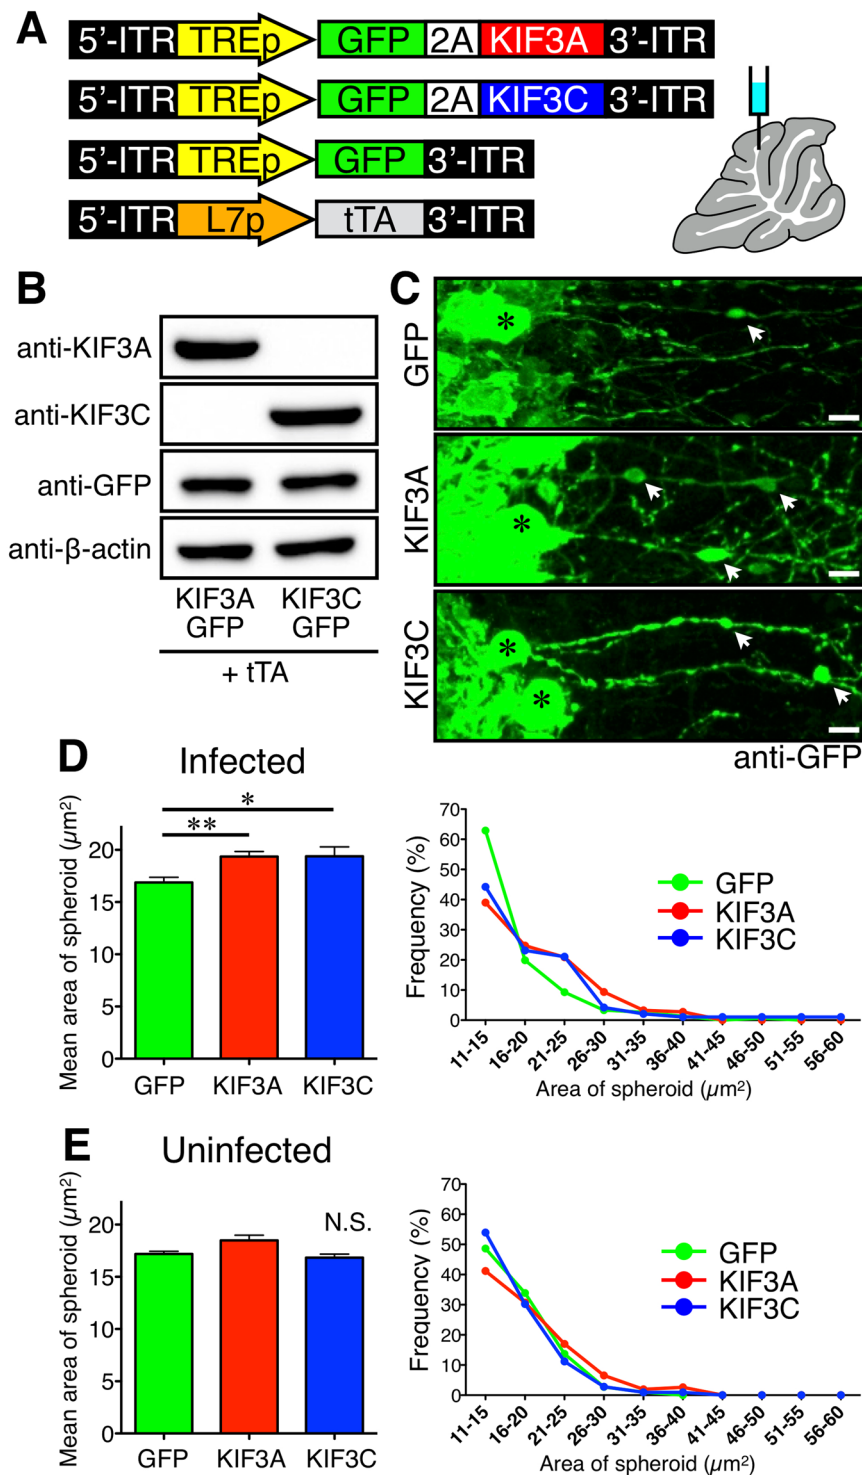 A
5'-ITR TREp GFP 2A KIF3A 3'-ITR
5'-ITR TREp GFP 2A KIF3C 3'-ITR
5'-ITR TREp GFP 3'-ITR
5'-ITR L7p tTA 3'-ITR
B
anti-KIF3A
anti-KIF3C
anti-GFP
anti-β-actin
KIF3A KIF3C
GFP GFP
+ tTA
C
GFP
*
KIF3A
*
KIF3C
*
*
anti-GFP
D
Infected
Mean area of spheroid (µm²)
20
15
10
5
0
*
**
GFP KIF3A KIF3C
Frequency (%)
70
60
50
40
30
20
10
0
GFP
KIF3A
KIF3C
11-15 16-20 21-25 26-30 31-35 36-40 41-45 46-50 51-55 56-60
Area of spheroid (µm²)
E
Uninfected
Mean area of spheroid (µm²)
20
15
10
5
0
N.S.
GFP KIF3A KIF3C
Frequency (%)
70
60
50
40
30
20
10
0
GFP
KIF3A
KIF3C
11-15 16-20 21-25 26-30 31-35 36-40 41-45 46-50 51-55 56-60
Area of spheroid (µm²)